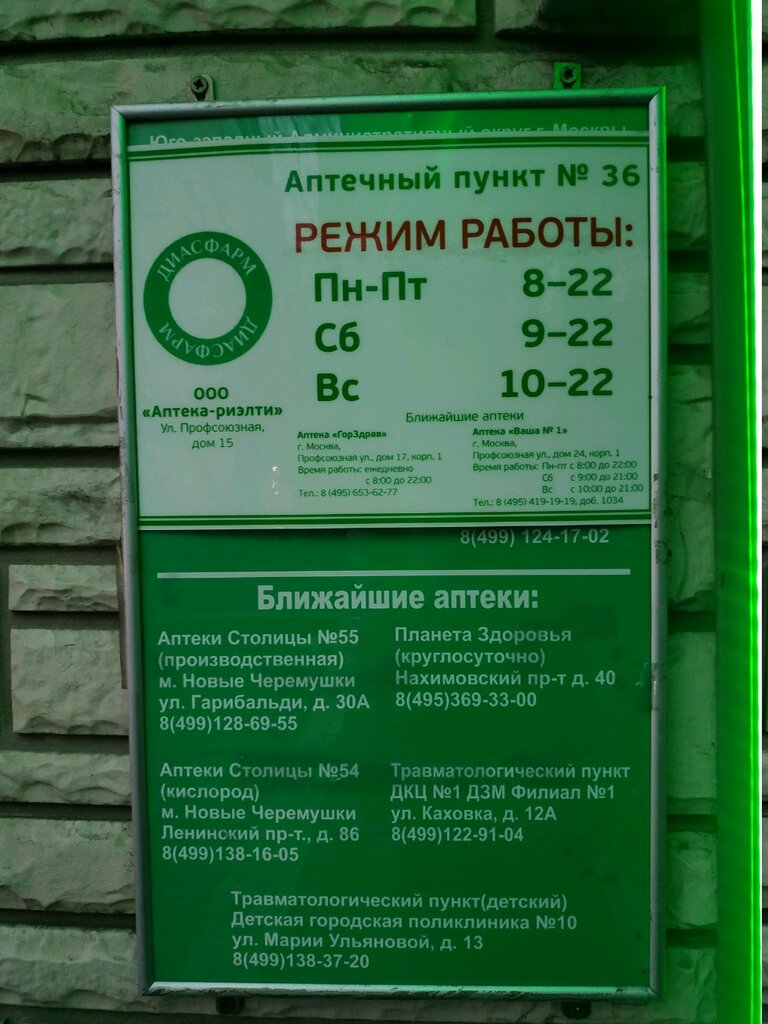 Юго-западный Административный округ г. Москвы
Аптечный пункт № 36
РЕЖИМ РАБОТЫ:
Пн-Пт 8–22
Сб 9–22
Вс 10–22
ДИАСФАРМ
ДИАСФАРМ
ООО
«Аптека-риэлти»
Ул. Профсоюзная,
дом 15
Ближайшие аптеки
Аптека «ГорЗдрав»
г. Москва,
Профсоюзная ул., дом 17, корп. 1
Время работы: ежедневно
с 8:00 до 22:00
Тел.: 8 (495) 653-62-77
Аптека «Ваша № 1»
г. Москва,
Профсоюзная ул., дом 24, корп. 1
Время работы: Пн-пт с 8:00 до 22:00
Сб с 9:00 до 21:00
Вс с 10:00 до 21:00
Тел.: 8 (495) 419-19-19, доб. 1034
8(499) 124-17-02
Ближайшие аптеки:
Аптеки Столицы №55
(производственная)
м. Новые Черемушки
ул. Гарибальди, д. 30А
8(499)128-69-55
Планета Здоровья
(круглосуточно)
Нахимовский пр-т д. 40
8(495)369-33-00
Аптеки Столицы №54
(кислород)
м. Новые Черемушки
Ленинский пр-т., д. 86
8(499)138-16-05
Травматологический пункт
ДКЦ №1 ДЗМ Филиал №1
ул. Каховка, д. 12А
8(499)122-91-04
Травматологический пункт(детский)
Детская городская поликлиника №10
ул. Марии Ульяновой, д. 13
8(499)138-37-20